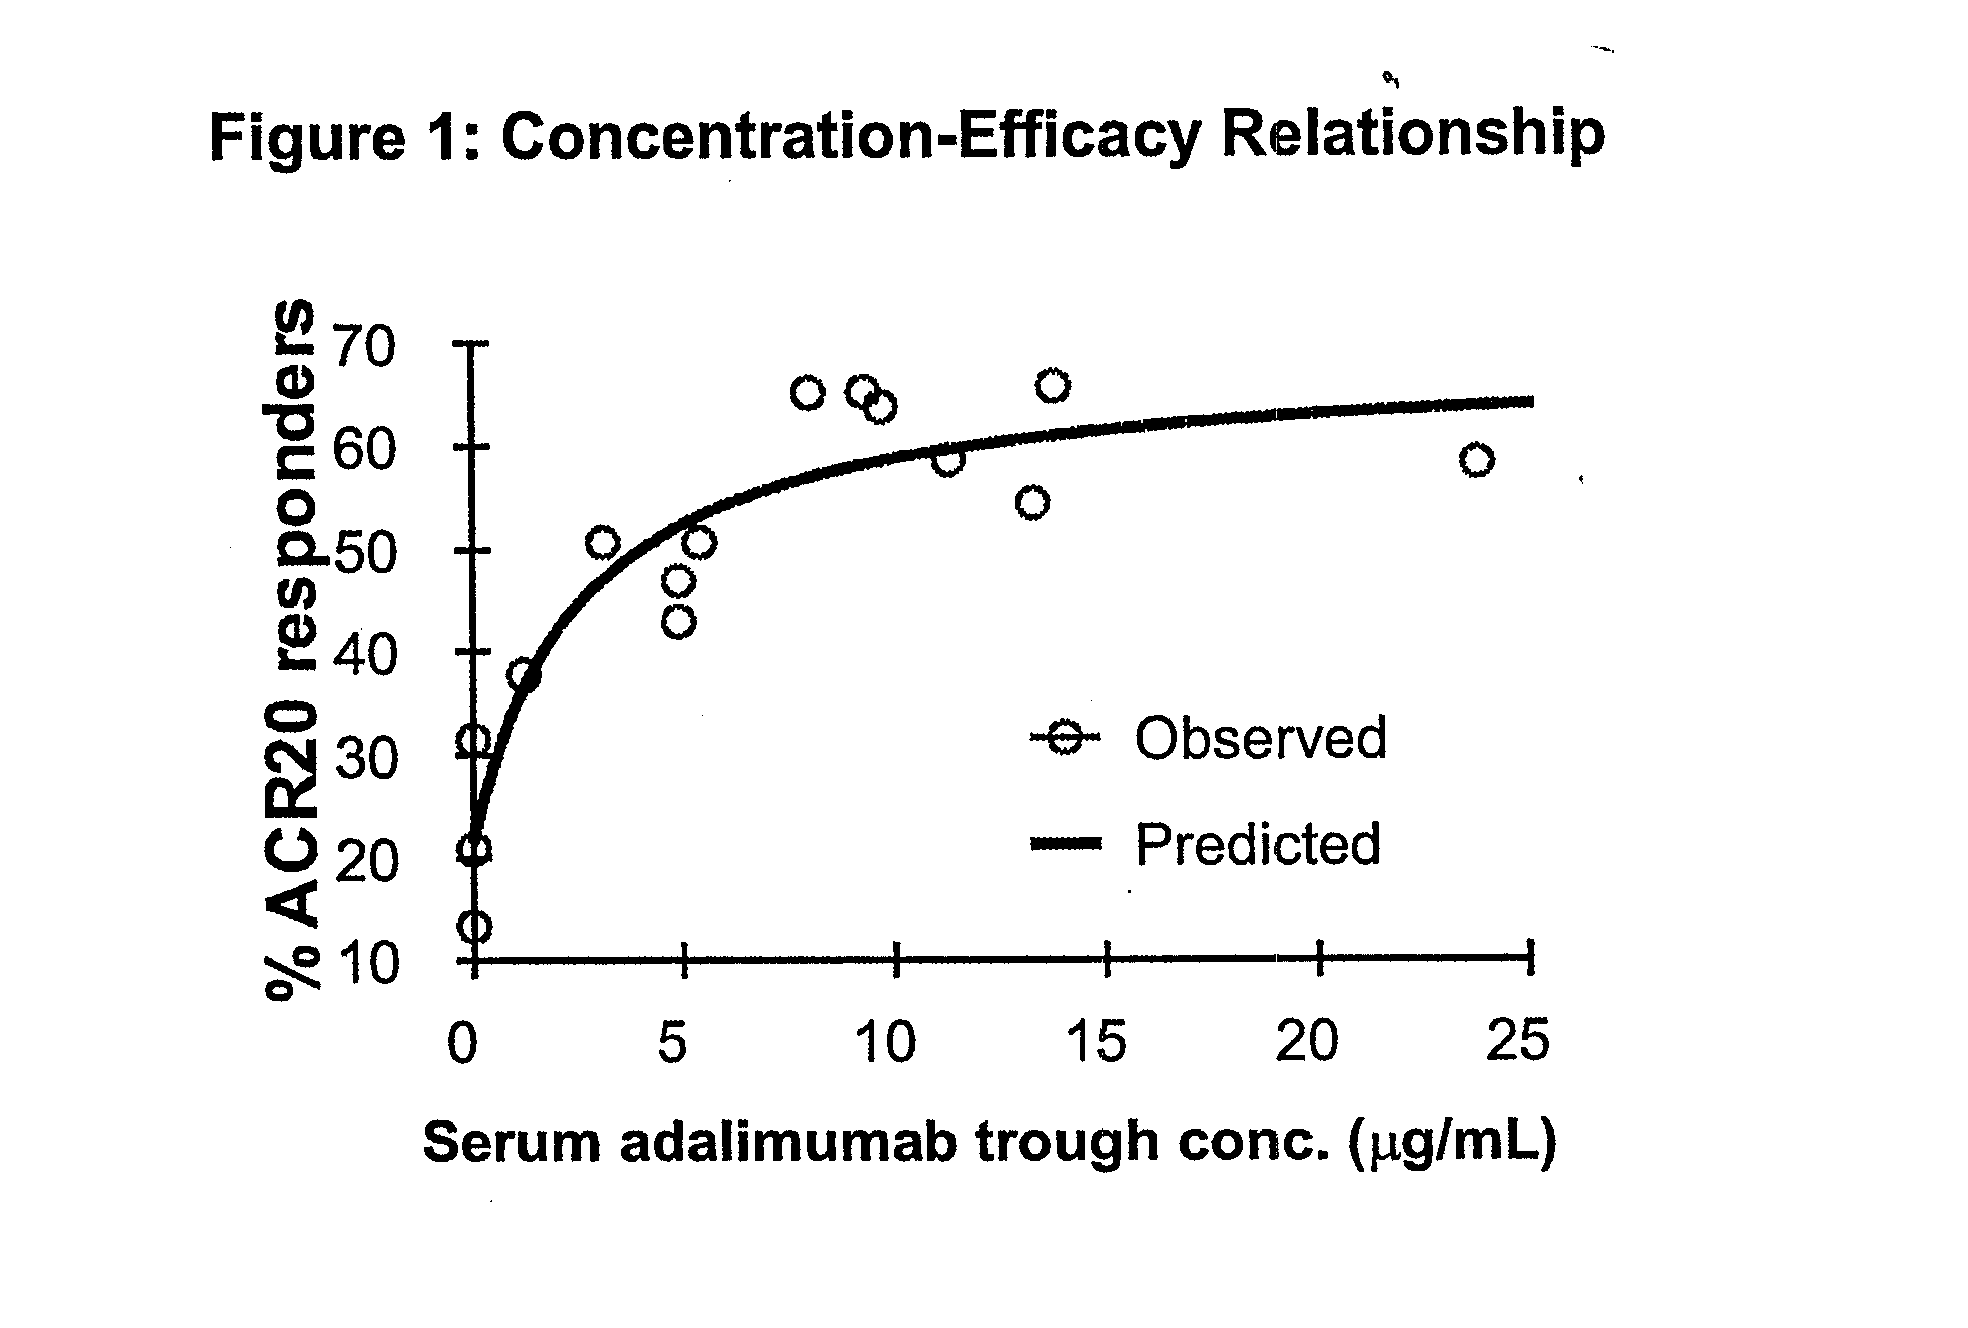 Figure 1: Concentration-Efficacy Relationship
% ACR20 responders
70
60
50
40
30
20
10
Observed
Predicted
0 5 10 15 20 25
Serum adalimumab trough conc. (μg/mL)